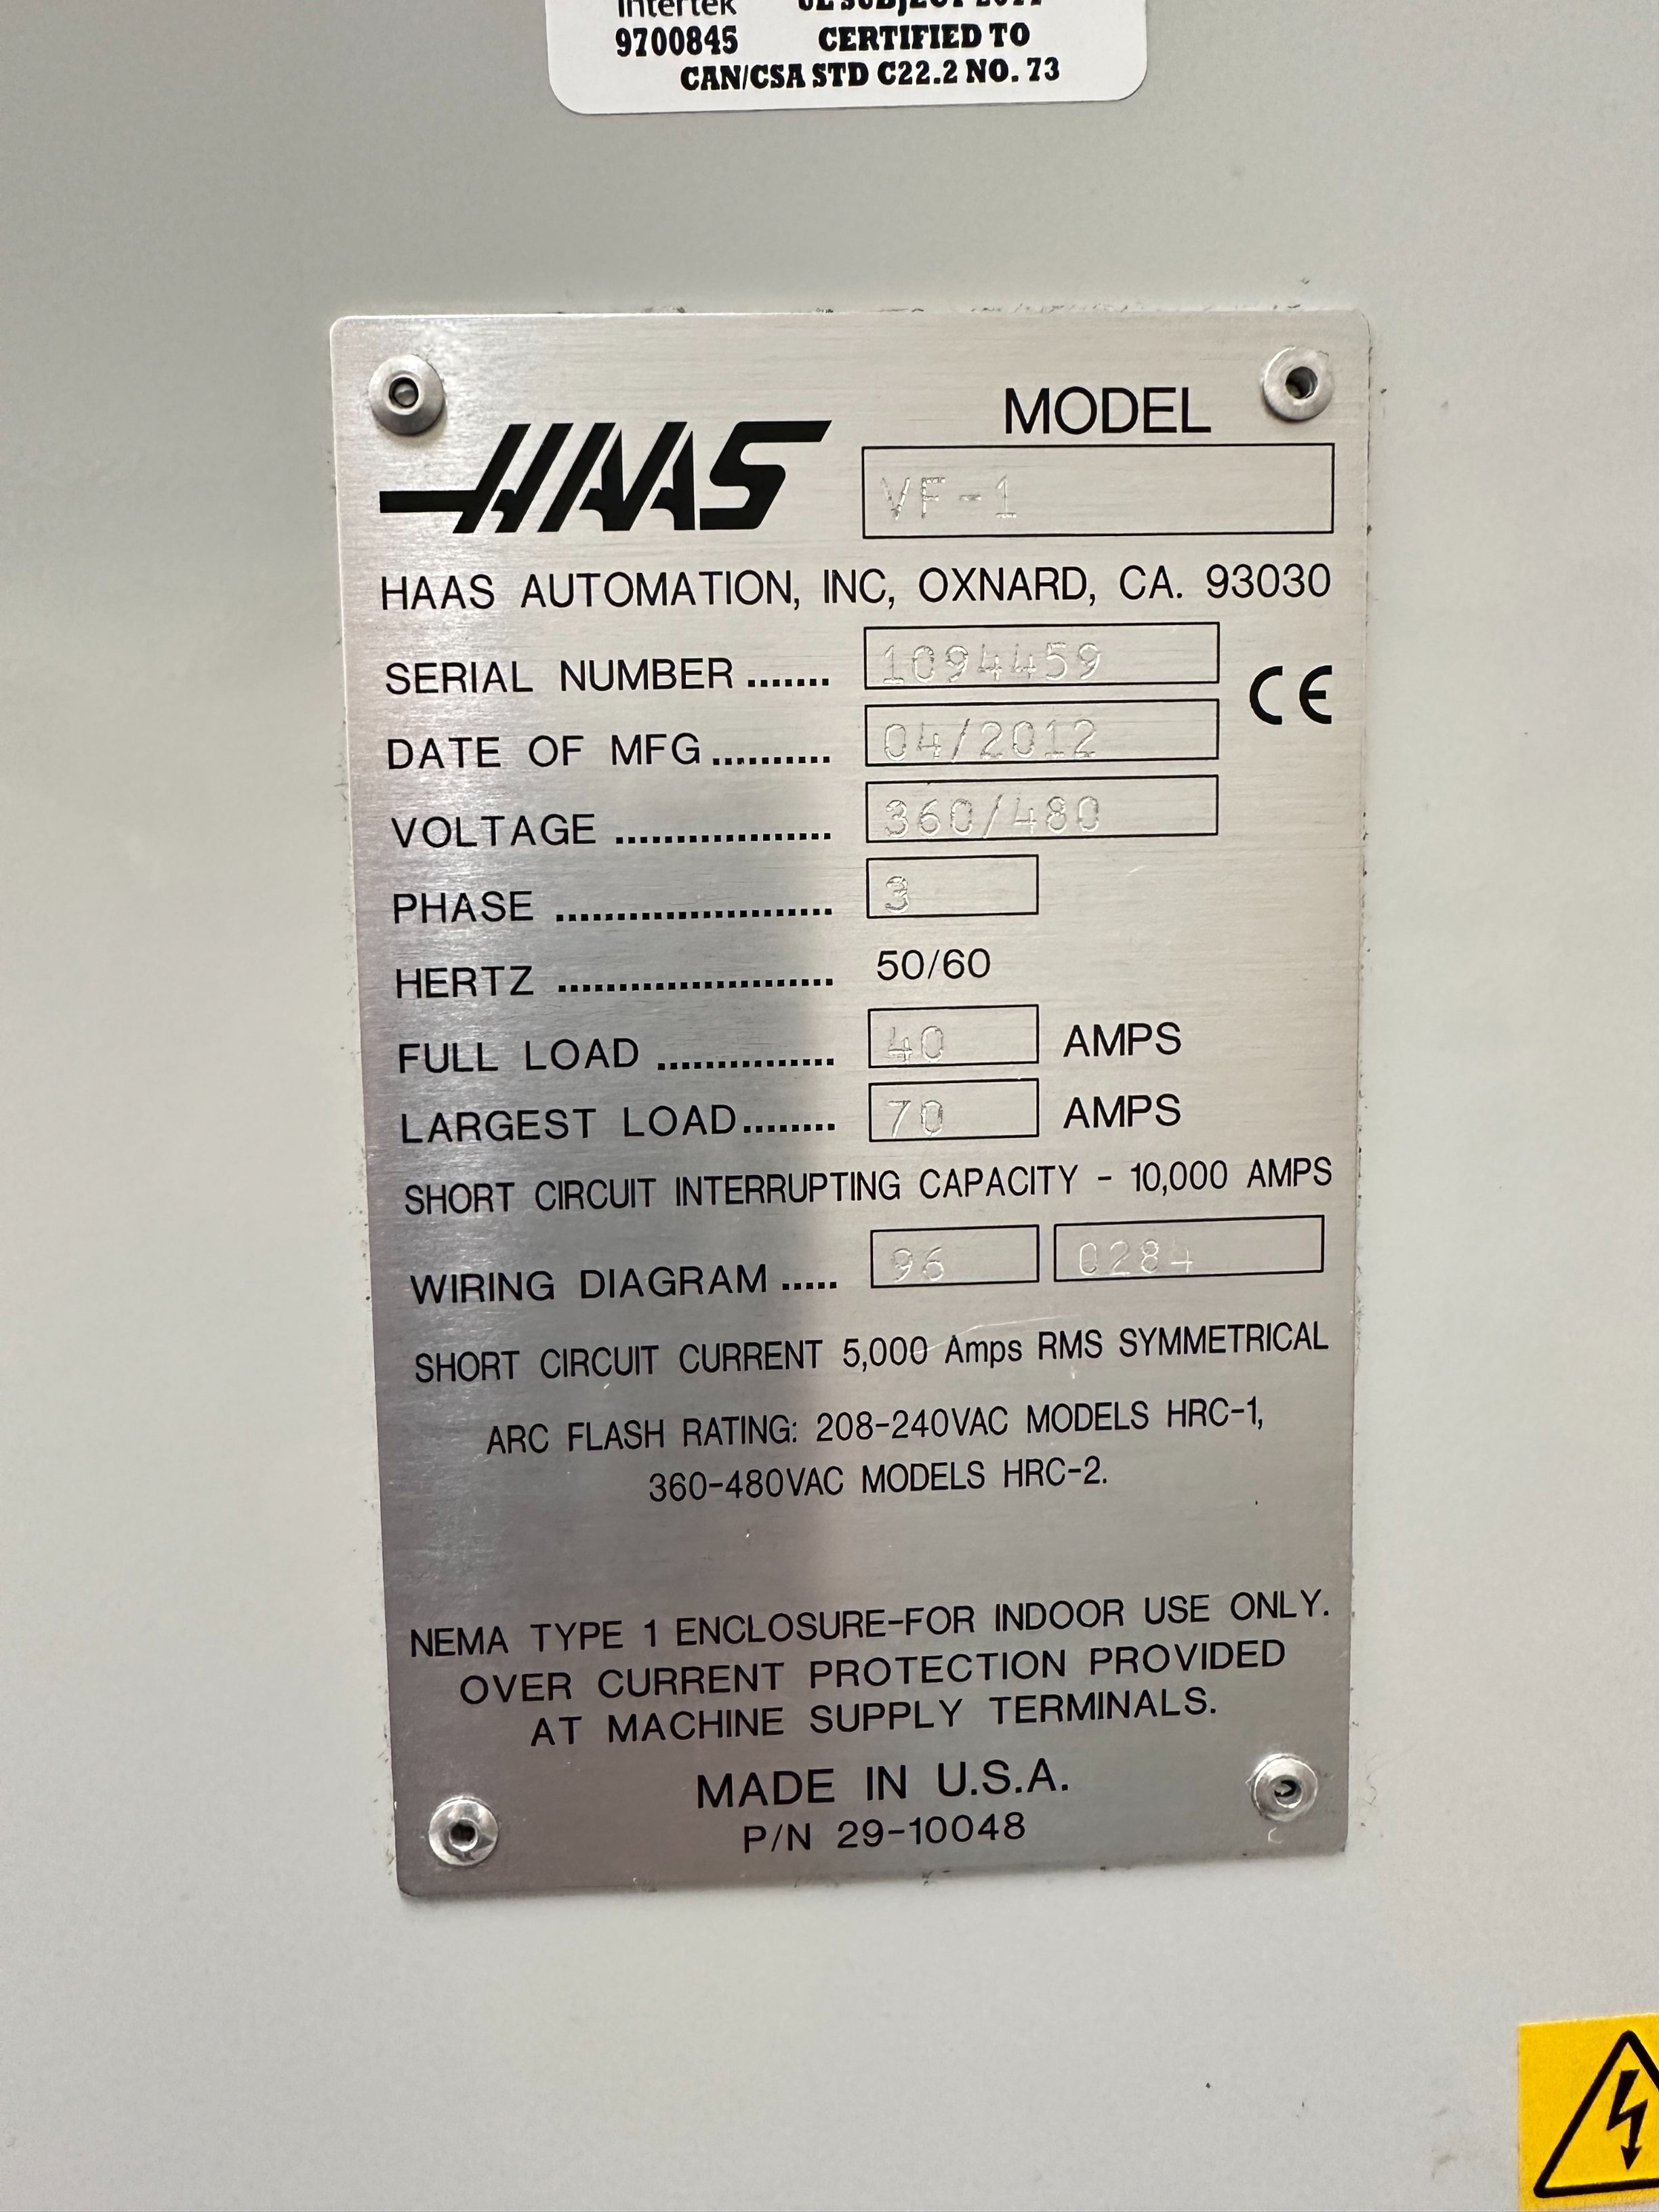 Intertek UL SUBJECT 2011
9700845 CERTIFIED TO
CAN/CSA STD C22.2 NO. 73
HAAS
MODEL
VF-1
HAAS AUTOMATION, INC, OXNARD, CA. 93030
SERIAL NUMBER ....... 1094459
CE
DATE OF MFG .......... 04/2012
VOLTAGE .................. 360/480
PHASE ....................... 3
HERTZ ....................... 50/60
FULL LOAD ............... 40 AMPS
LARGEST LOAD........ 70 AMPS
SHORT CIRCUIT INTERRUPTING CAPACITY - 10,000 AMPS
WIRING DIAGRAM ..... 96 0284
SHORT CIRCUIT CURRENT 5,000 Amps RMS SYMMETRICAL
ARC FLASH RATING: 208-240VAC MODELS HRC-1,
360-480VAC MODELS HRC-2.
NEMA TYPE 1 ENCLOSURE-FOR INDOOR USE ONLY.
OVER CURRENT PROTECTION PROVIDED
AT MACHINE SUPPLY TERMINALS.
MADE IN U.S.A.
P/N 29-10048